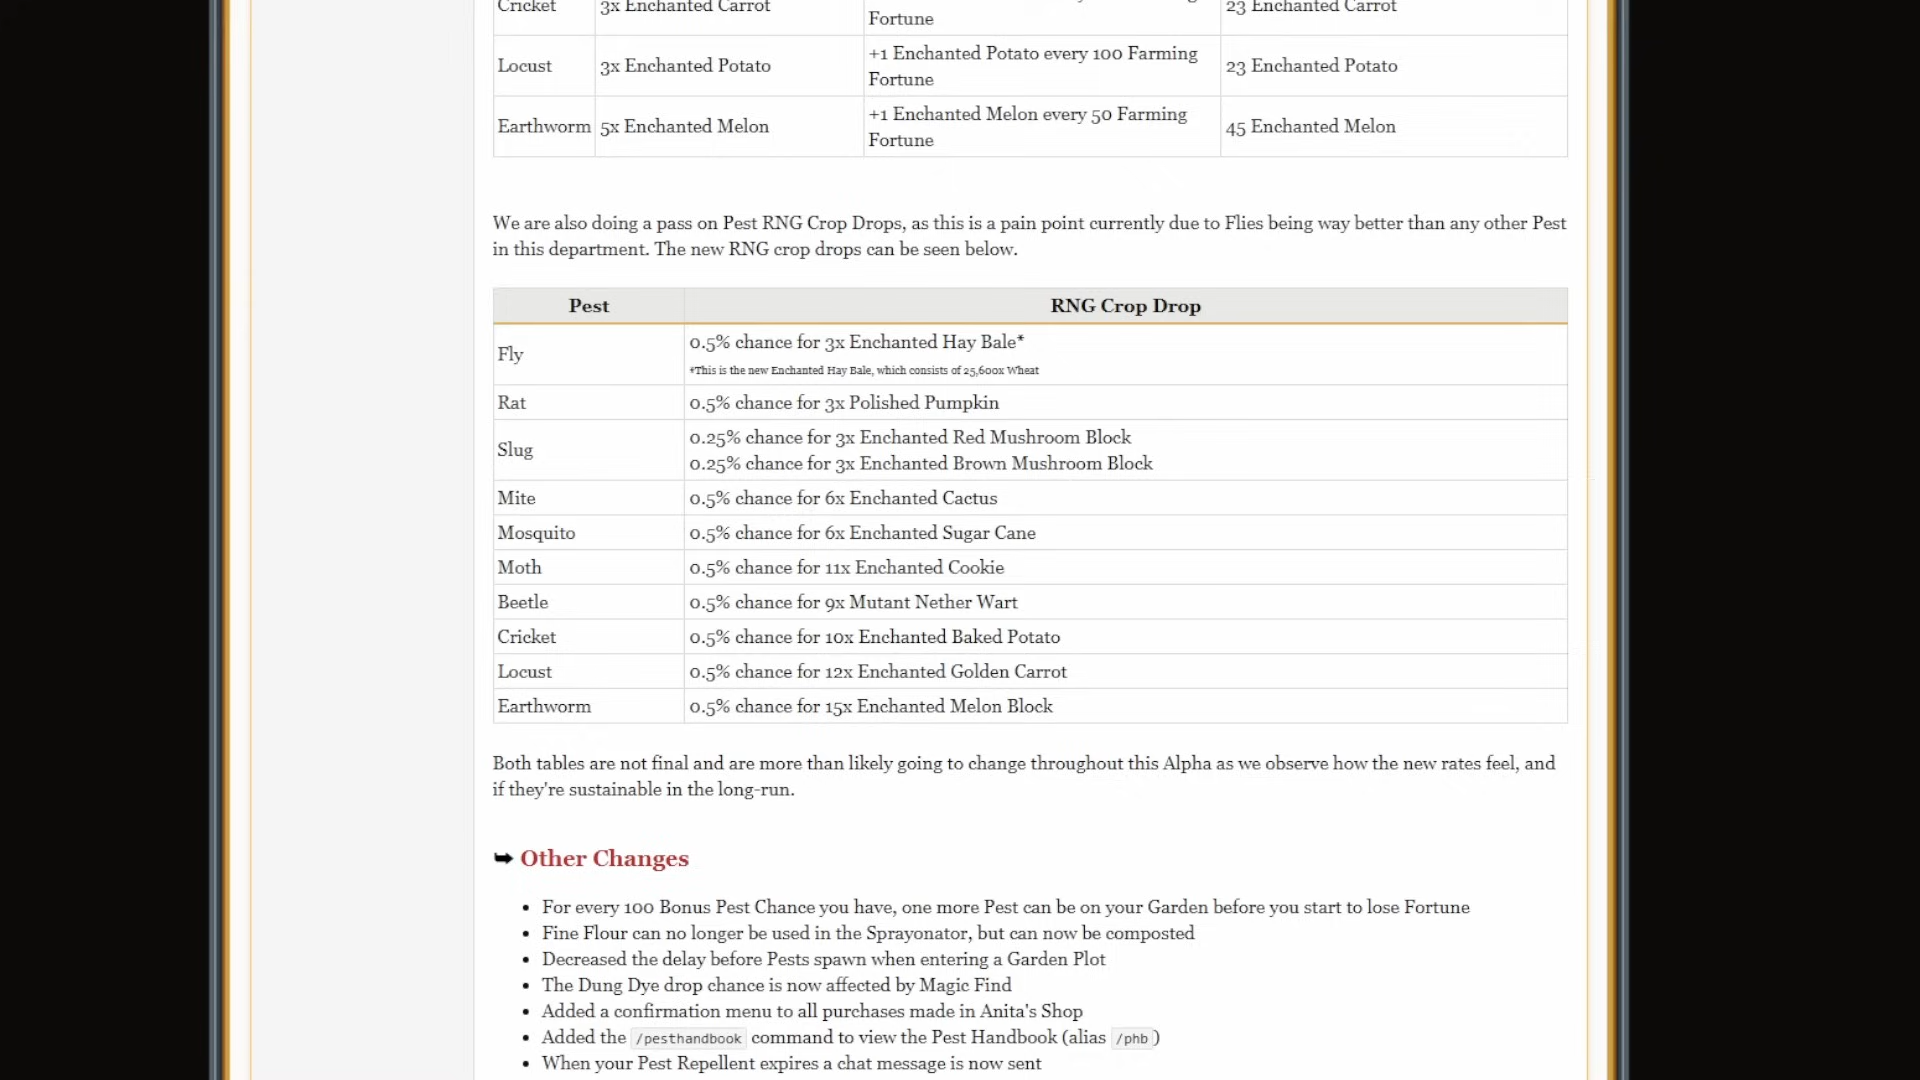 Cricket 3x Enchanted Carrot Fortune 23 Enchanted Carrot
Locust 3x Enchanted Potato +1 Enchanted Potato every 100 Farming Fortune 23 Enchanted Potato
Earthworm 5x Enchanted Melon +1 Enchanted Melon every 50 Farming Fortune 45 Enchanted Melon
We are also doing a pass on Pest RNG Crop Drops, as this is a pain point currently due to Flies being way better than any other Pest
in this department. The new RNG crop drops can be seen below.
Pest RNG Crop Drop
Fly 0.5% chance for 3x Enchanted Hay Bale*
*This is the new Enchanted Hay Bale, which consists of 25,600x Wheat
Rat 0.5% chance for 3x Polished Pumpkin
Slug 0.25% chance for 3x Enchanted Red Mushroom Block
0.25% chance for 3x Enchanted Brown Mushroom Block
Mite 0.5% chance for 6x Enchanted Cactus
Mosquito 0.5% chance for 6x Enchanted Sugar Cane
Moth 0.5% chance for 11x Enchanted Cookie
Beetle 0.5% chance for 9x Mutant Nether Wart
Cricket 0.5% chance for 10x Enchanted Baked Potato
Locust 0.5% chance for 12x Enchanted Golden Carrot
Earthworm 0.5% chance for 15x Enchanted Melon Block
Both tables are not final and are more than likely going to change throughout this Alpha as we observe how the new rates feel, and
if they're sustainable in the long-run.
➥ Other Changes
• For every 100 Bonus Pest Chance you have, one more Pest can be on your Garden before you start to lose Fortune
• Fine Flour can no longer be used in the Sprayonator, but can now be composted
• Decreased the delay before Pests spawn when entering a Garden Plot
• The Dung Dye drop chance is now affected by Magic Find
• Added a confirmation menu to all purchases made in Anita's Shop
• Added the /pesthandbook command to view the Pest Handbook (alias /phb)
• When your Pest Repellent expires a chat message is now sent